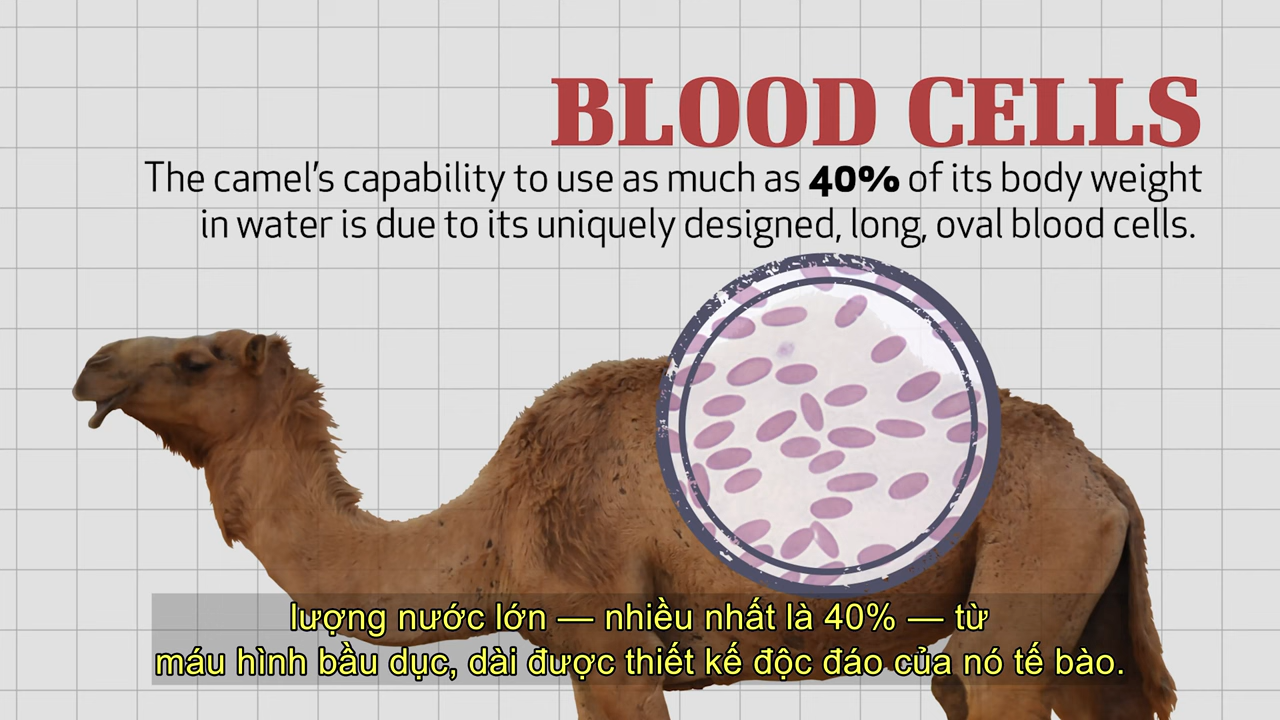 BLOOD CELLS
The camel's capability to use as much as 40% of its body weight
in water is due to its uniquely designed, long, oval blood cells.
lượng nước lớn — nhiều nhất là 40% — từ
máu hình bầu dục, dài được thiết kế độc đáo của nó tế bào.